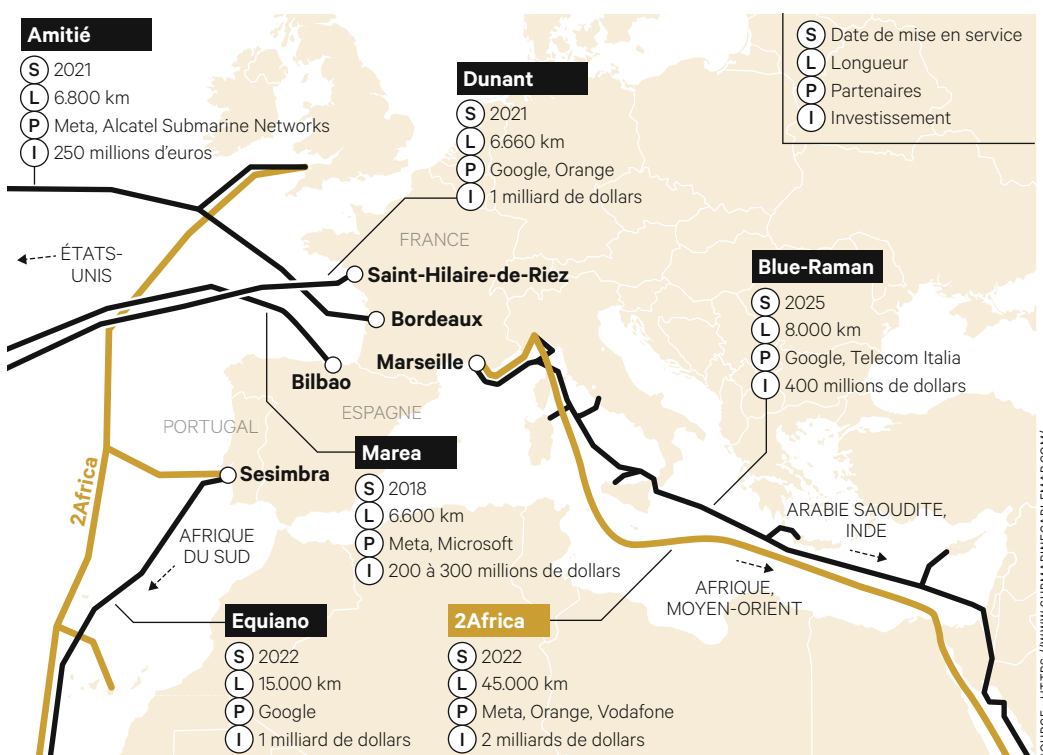 Amitié
S 2021
L 6.800 km
P Meta, Alcatel Submarine Networks
I 250 millions d'euros
Dunant
S 2021
L 6.660 km
P Google, Orange
I 1 milliard de dollars
S Date de mise en service
L Longueur
P Partenaires
I Investissement
ÉTATS-
UNIS
FRANCE
Saint-Hilaire-de-Riez
Bordeaux
Marseille
Bilbao
ESPAGNE
PORTUGAL
Blue-Raman
S 2025
L 8.000 km
P Google, Telecom Italia
I 400 millions de dollars
Marea
S 2018
L 6.600 km
P Meta, Microsoft
I 200 à 300 millions de dollars
Sesimbra
2Africa
AFRIQUE
DU SUD
ARABIE SAOUDITE,
INDE
AFRIQUE,
MOYEN-ORIENT
Equiano
S 2022
L 15.000 km
P Google
I 1 milliard de dollars
2Africa
S 2022
L 45.000 km
P Meta, Orange, Vodafone
I 2 milliards de dollars